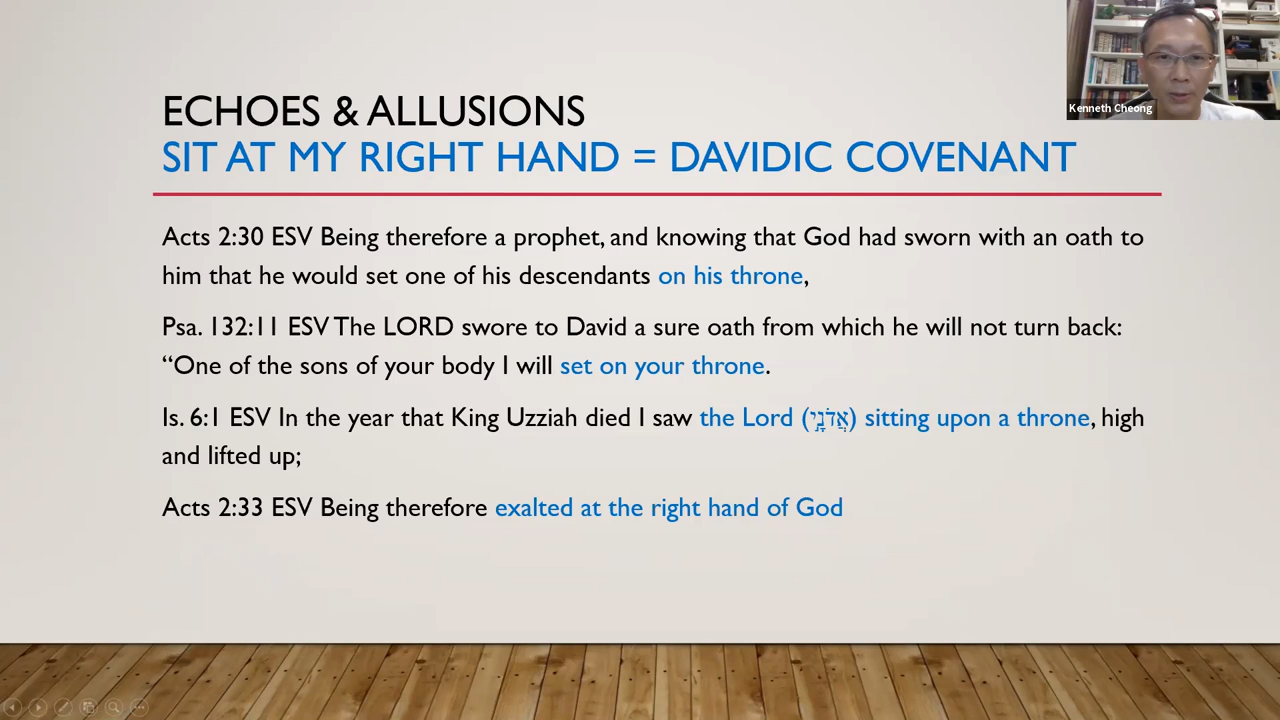 Kenneth Cheong
ECHOES & ALLUSIONS
SIT AT MY RIGHT HAND = DAVIDIC COVENANT
Acts 2:30 ESV Being therefore a prophet, and knowing that God had sworn with an oath to
him that he would set one of his descendants on his throne,
Psa. 132:11 ESV The LORD swore to David a sure oath from which he will not turn back:
“One of the sons of your body I will set on your throne.
Is. 6:1 ESV In the year that King Uzziah died I saw the Lord (אֲדֹנָ֛י) sitting upon a throne, high
and lifted up;
Acts 2:33 ESV Being therefore exalted at the right hand of God